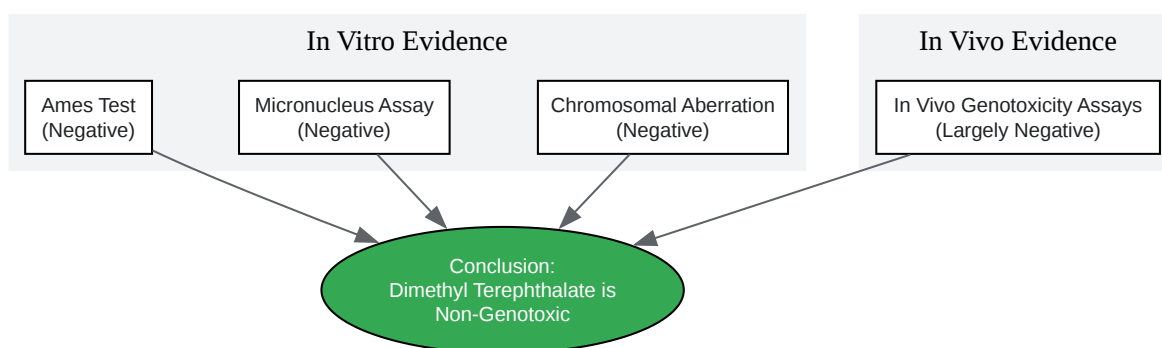 In Vitro Evidence
In Vivo Evidence
Ames Test
(Negative)
Micronucleus Assay
(Negative)
Chromosomal Aberration
(Negative)
In Vivo Genotoxicity Assays
(Largely Negative)
Conclusion:
Dimethyl Terephthalate is
Non-Genotoxic